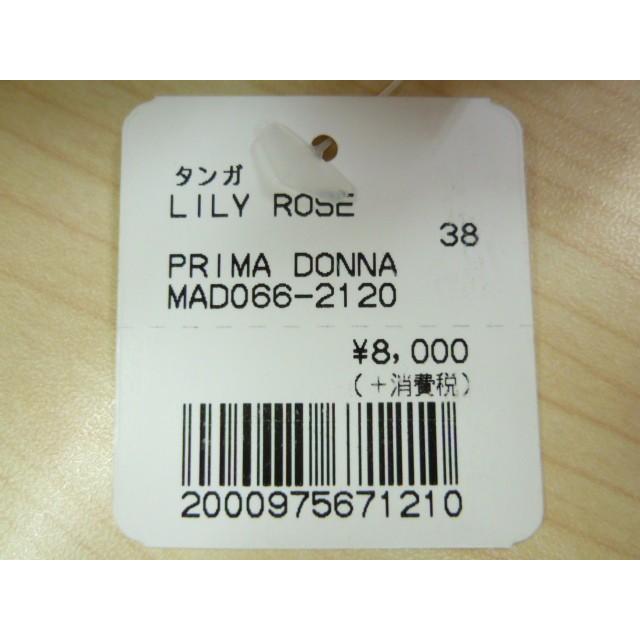 タンガ
LILY ROSE
38
PRIMA DONNA
MAD066-2120
¥8,000
(+消費税)
2000975671210